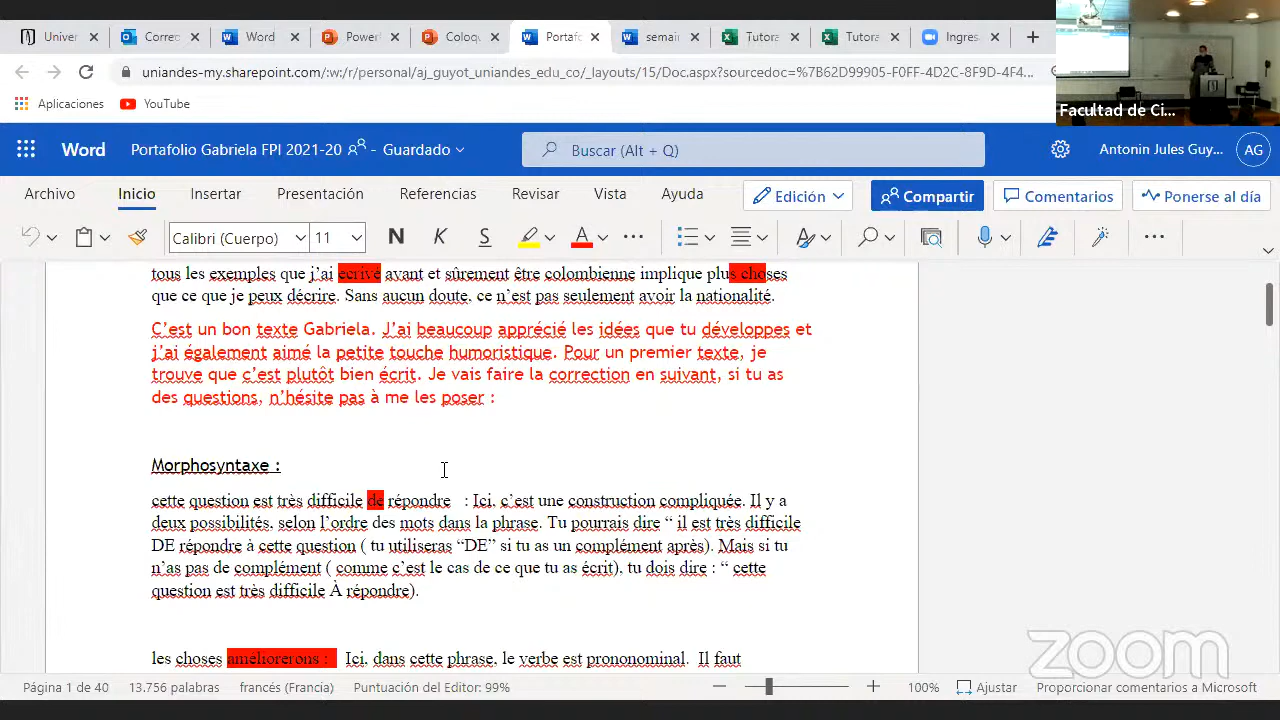 Univer
Correc
Word
Powerl
Coloq
Portafo
semain
Tutora
Tutora
Ingres
uniandes-my.sharepoint.com/:w:/r/personal/aj_guyot_uniandes_edu_co/_layouts/15/Doc.aspx?sourcedoc=%7B62D99905-F0FF-4D2C-8F9D-4F4...
Aplicaciones
YouTube
Facultad de Ci...
Word
Portafolio Gabriela FPI 2021-20 - Guardado
Buscar (Alt + Q)
Antonin Jules Guy...
AG
Archivo
Inicio
Insertar
Presentación
Referencias
Revisar
Vista
Ayuda
Edición
Compartir
Comentarios
Ponerse al día
Calibri (Cuerpo)
11
N
K
S
A
tous les exemples que j'ai ecrivé avant et sûrement être colombienne implique plus choses
que ce que je peux décrire. Sans aucun doute, ce n'est pas seulement avoir la nationalité.
C'est un bon texte Gabriela. J'ai beaucoup apprécié les idées que tu développes et
j'ai également aimé la petite touche humoristique. Pour un premier texte, je
trouve que c'est plutôt bien écrit. Je vais faire la correction en suivant, si tu as
des questions, n'hésite pas à me les poser :
Morphosyntaxe :
cette question est très difficile de répondre : Ici, c'est une construction compliquée. Il y a
deux possibilités, selon l'ordre des mots dans la phrase. Tu pourrais dire “ il est très difficile
DE répondre à cette question ( tu utiliseras “DE” si tu as un complément après). Mais si tu
n'as pas de complément ( comme c'est le cas de ce que tu as écrit), tu dois dire : “ cette
question est très difficile À répondre).
les choses améliorerons : Ici, dans cette phrase, le verbe est prononominal. Il faut
zoom
Página 1 de 40
13.756 palabras
francés (Francia)
Puntuación del Editor: 99%
100%
Ajustar
Proporcionar comentarios a Microsoft